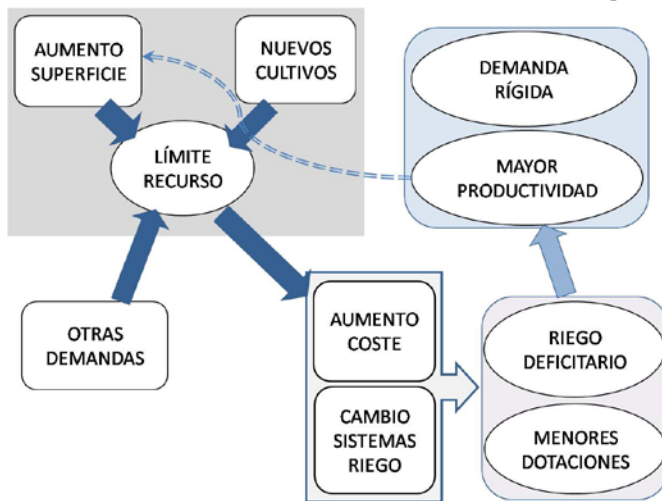 AUMENTO
SUPERFICIE
NUEVOS
CULTIVOS
DEMANDA
RÍGIDA
LÍMITE
RECURSO
MAYOR
PRODUCTIVIDAD
OTRAS
DEMANDAS
AUMENTO
COSTE
CAMBIO
SISTEMAS
RIEGO
RIEGO
DEFICITARIO
MENORES
DOTACIONES